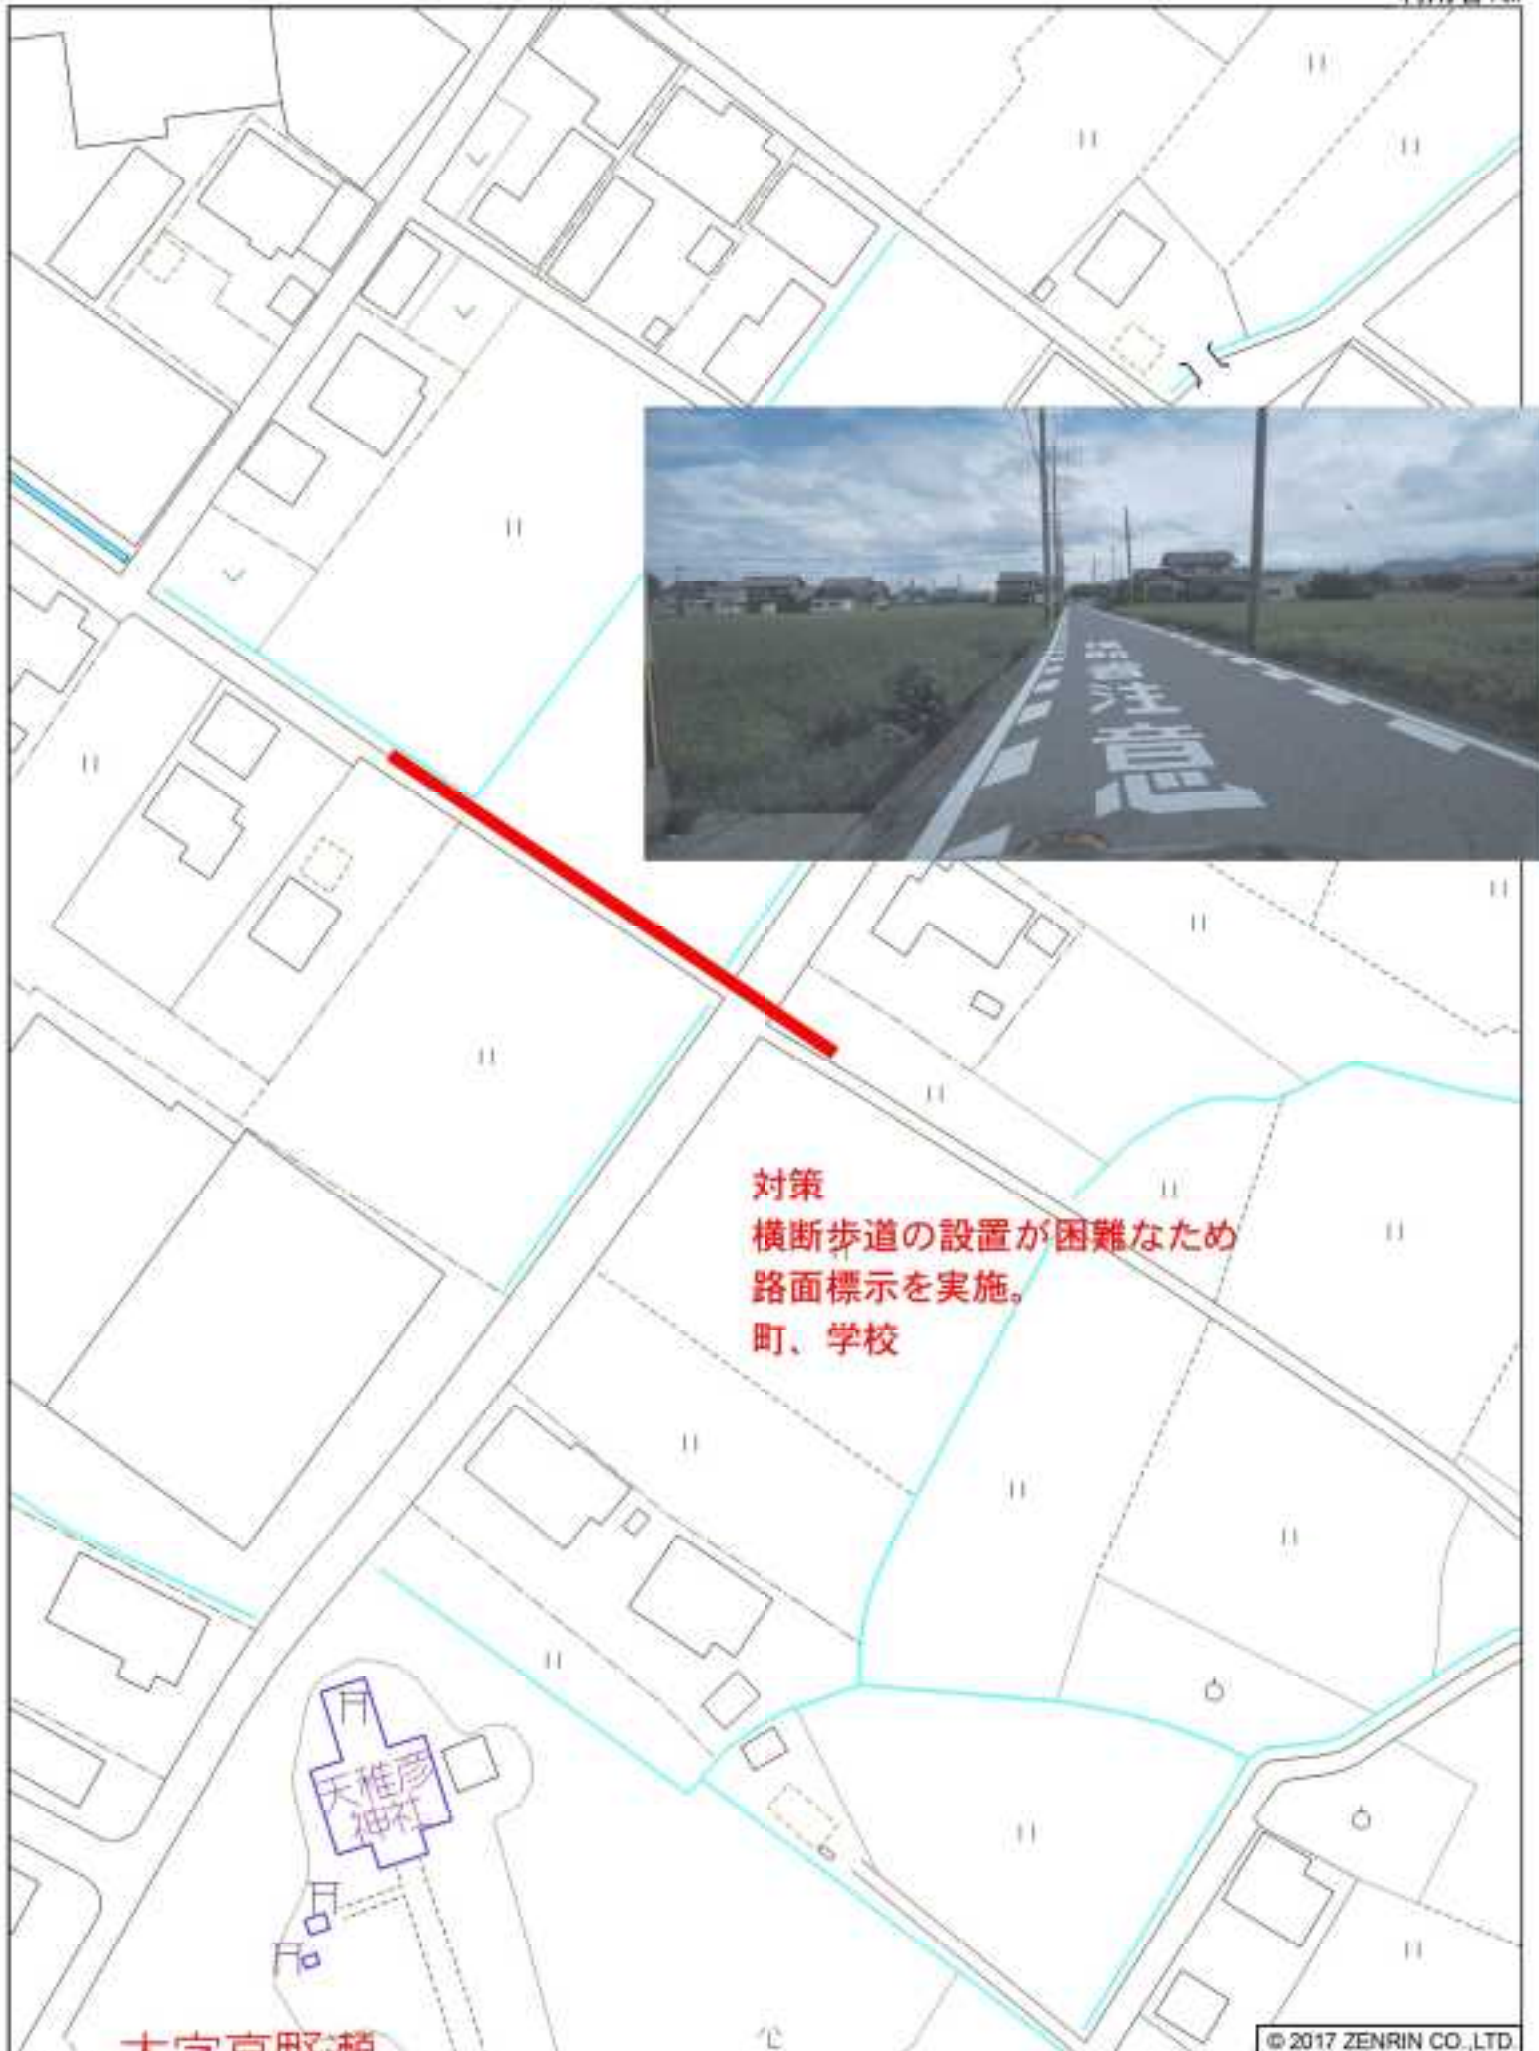 注意
対策
横断歩道の設置が困難なため
路面標示を実施。
町、学校
天稚彦
神社
© 2017 ZENRIN CO.,LTD.